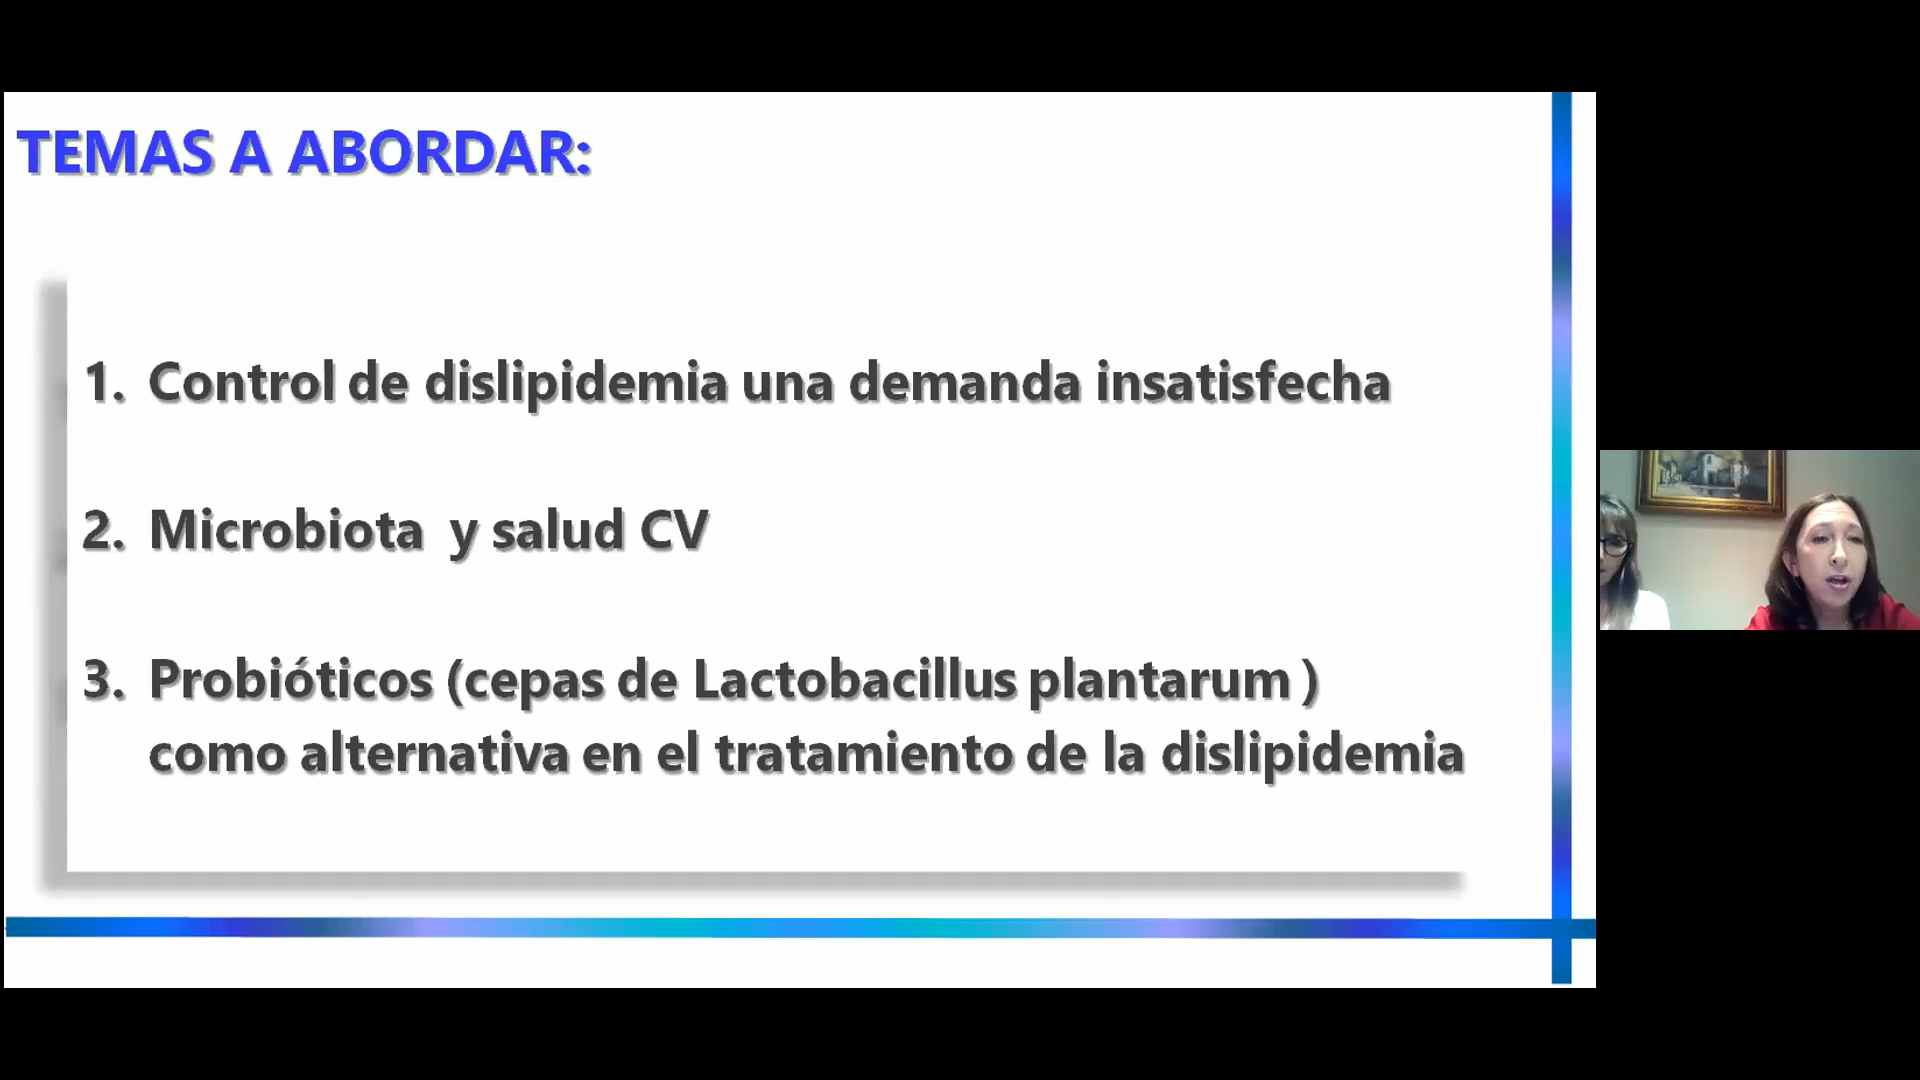 TEMAS A ABORDAR:
1. Control de dislipidemia una demanda insatisfecha
2. Microbiota y salud CV
3. Probióticos (cepas de Lactobacillus plantarum )
como alternativa en el tratamiento de la dislipidemia